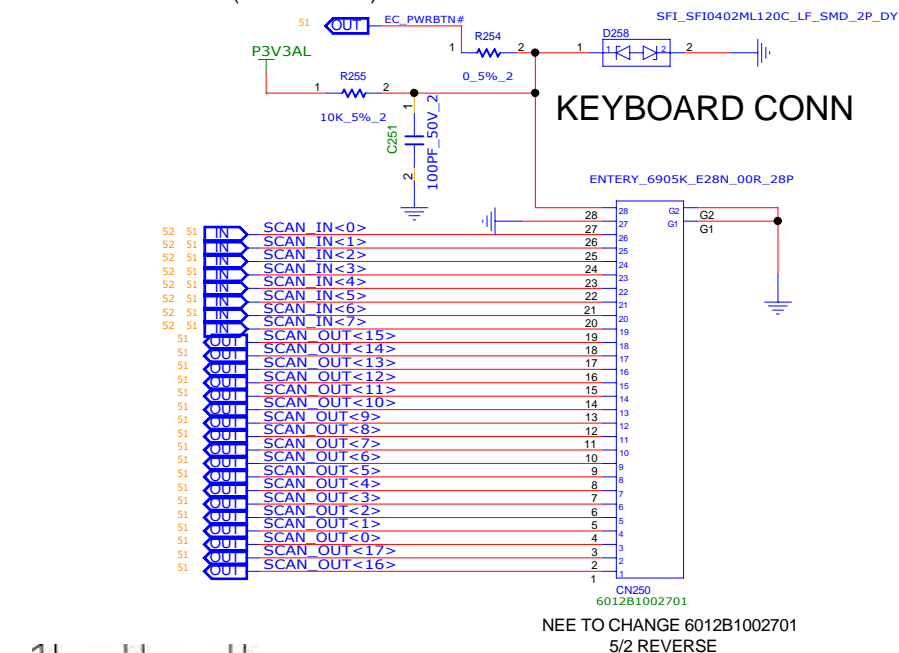 51 OUT EC_PWRBTN#
SFI_SFI0402ML120C_LF_SMD_2P_DY
P3V3AL
1 R254 2
0_5%_2
1 D258 2
1 2
1 R255 2
10K_5%_2
C251
1
2
100PF_50V_2
KEYBOARD CONN
ENTERY_6905K_E28N_00R_28P
28 28 G2 G2
27 27 G1 G1
52 51 IN SCAN_IN<0> 26 26
52 51 IN SCAN_IN<1> 25 25
52 51 IN SCAN_IN<2> 24 24
52 51 IN SCAN_IN<3> 23 23
52 51 IN SCAN_IN<4> 22 22
52 51 IN SCAN_IN<5> 21 21
52 51 IN SCAN_IN<6> 20 20
52 51 IN SCAN_IN<7> 19 19
51 OUT SCAN_OUT<15> 18 18
51 OUT SCAN_OUT<14> 17 17
51 OUT SCAN_OUT<13> 16 16
51 OUT SCAN_OUT<12> 15 15
51 OUT SCAN_OUT<11> 14 14
51 OUT SCAN_OUT<10> 13 13
51 OUT SCAN_OUT<9> 12 12
51 OUT SCAN_OUT<8> 11 11
51 OUT SCAN_OUT<7> 10 10
51 OUT SCAN_OUT<6> 9 9
51 OUT SCAN_OUT<5> 8 8
51 OUT SCAN_OUT<4> 7 7
51 OUT SCAN_OUT<3> 6 6
51 OUT SCAN_OUT<2> 5 5
51 OUT SCAN_OUT<1> 4 4
51 OUT SCAN_OUT<0> 3 3
51 OUT SCAN_OUT<17> 2 2
51 OUT SCAN_OUT<16> 1 1
CN250
6012B1002701
NEE TO CHANGE 6012B1002701
5/2 REVERSE